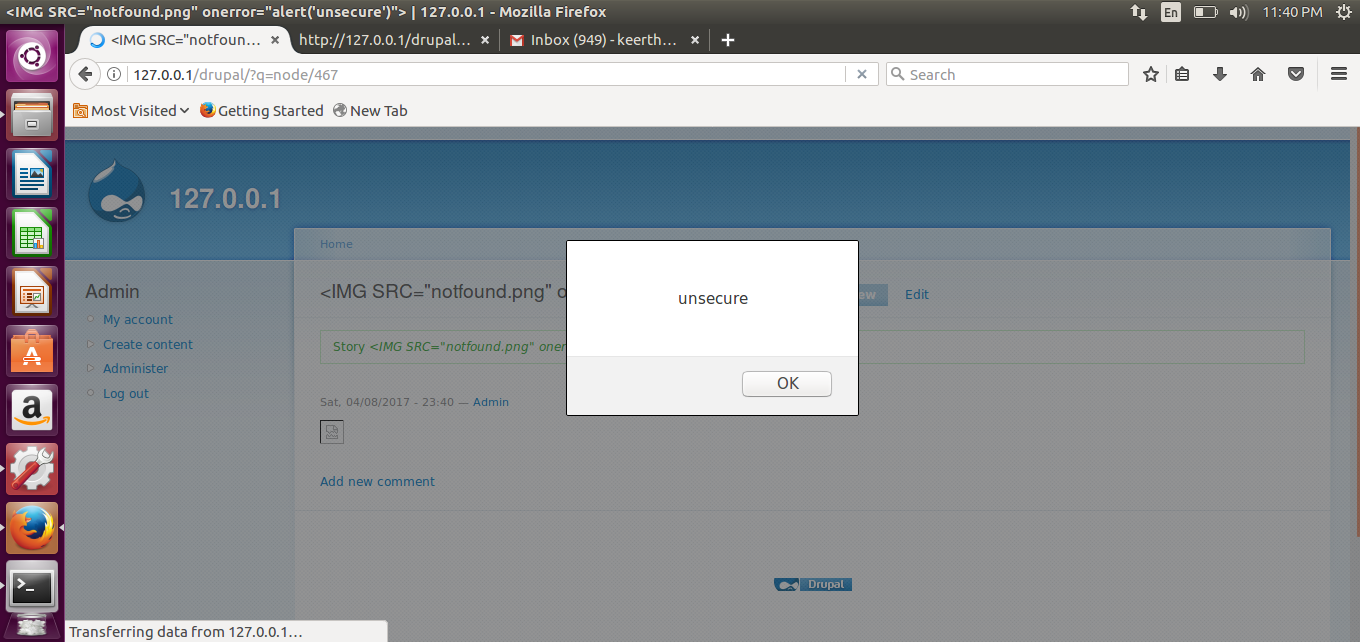 <IMG SRC="notfound.png" onerror="alert('unsecure')"> | 127.0.0.1 - Mozilla Firefox
En
11:40 PM
<IMG SRC="notfoun...
http://127.0.0.1/drupal...
Inbox (949) - keerth...
127.0.0.1/drupal/?q=node/467
Search
Most Visited
Getting Started
New Tab
127.0.0.1
Home
Admin
My account
Create content
Administer
Log out
<IMG SRC="notfound.png" o
ew
Edit
Story <IMG SRC="notfound.png" oner
Sat, 04/08/2017 - 23:40 — Admin
Add new comment
unsecure
OK
Drupal
Transferring data from 127.0.0.1...